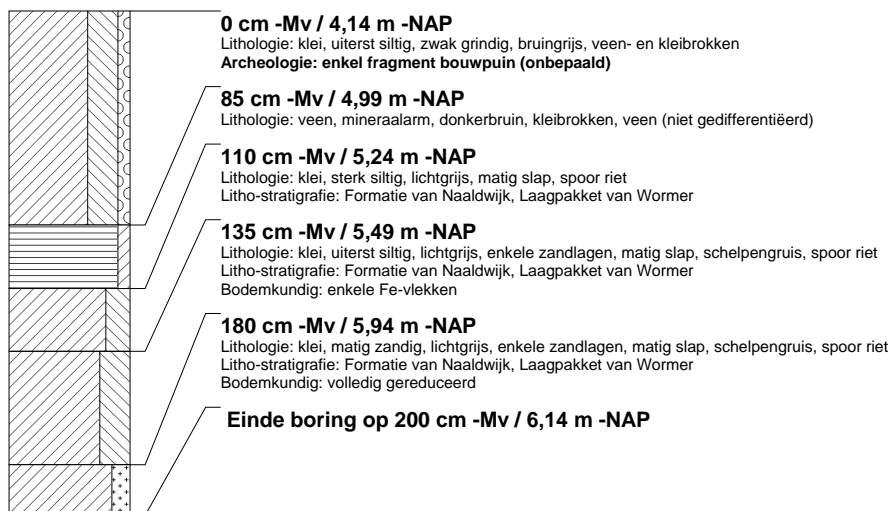 0 cm -Mv / 4,14 m -NAP
Lithologie: klei, uiterst siltig, zwak grindig, bruingrijs, veen- en kleibrokken
Archeologie: enkel fragment bouwpuin (onbepaald)
85 cm -Mv / 4,99 m -NAP
Lithologie: veen, mineraalarm, donkerbruin, kleibrokken, veen (niet gedifferentiëerd)
110 cm -Mv / 5,24 m -NAP
Lithologie: klei, sterk siltig, lichtgrijs, matig slap, spoor riet
Litho-stratigrafie: Formatie van Naaldwijk, Laagpakket van Wormer
135 cm -Mv / 5,49 m -NAP
Lithologie: klei, uiterst siltig, lichtgrijs, enkele zandlagen, matig slap, schelpengruis, spoor riet
Litho-stratigrafie: Formatie van Naaldwijk, Laagpakket van Wormer
Bodemkundig: enkele Fe-vlekken
180 cm -Mv / 5,94 m -NAP
Lithologie: klei, matig zandig, lichtgrijs, enkele zandlagen, matig slap, schelpengruis, spoor riet
Litho-stratigrafie: Formatie van Naaldwijk, Laagpakket van Wormer
Bodemkundig: volledig gereduceerd
Einde boring op 200 cm -Mv / 6,14 m -NAP